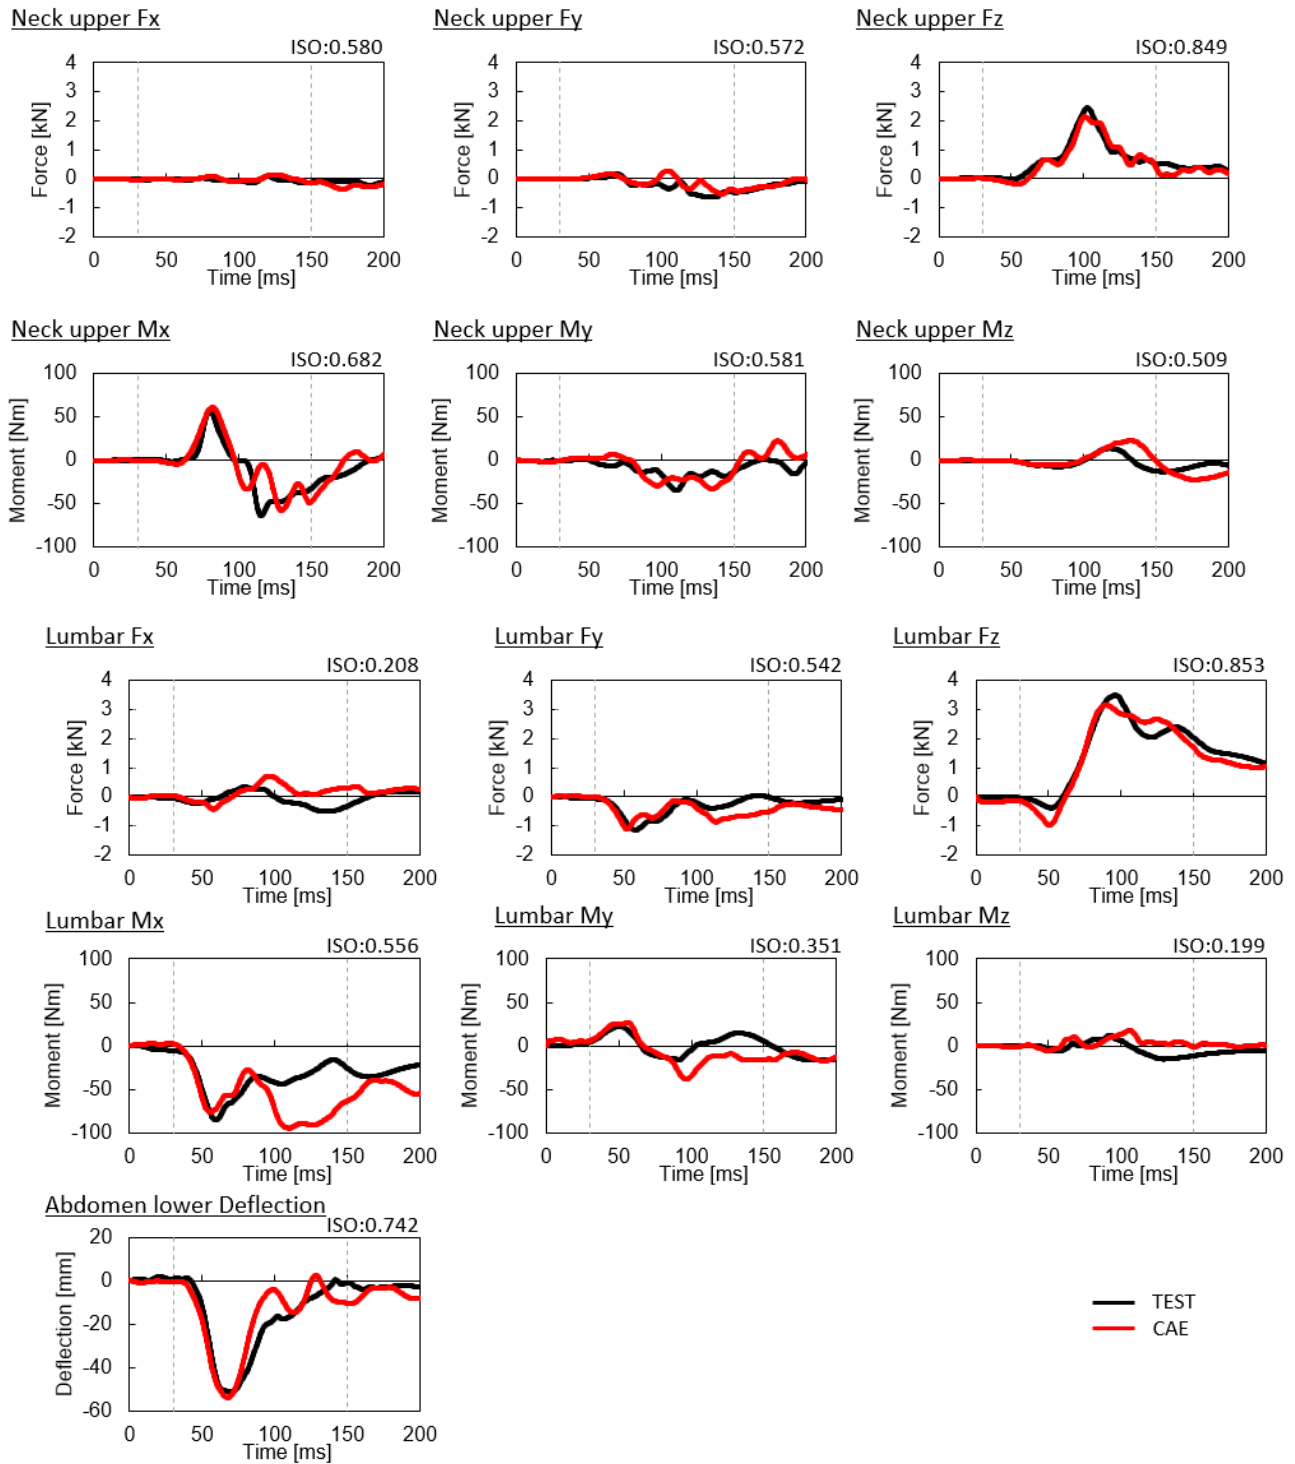 Neck upper Fx
ISO:0.580
Force [kN]
4
3
2
1
0
-1
-2
0 50 100 150 200
Time [ms]
Neck upper Fy
ISO:0.572
Force [kN]
4
3
2
1
0
-1
-2
0 50 100 150 200
Time [ms]
Neck upper Fz
ISO:0.849
Force [kN]
4
3
2
1
0
-1
-2
0 50 100 150 200
Time [ms]
Neck upper Mx
ISO:0.682
Moment [Nm]
100
50
0
-50
-100
0 50 100 150 200
Time [ms]
Neck upper My
ISO:0.581
Moment [Nm]
100
50
0
-50
-100
0 50 100 150 200
Time [ms]
Neck upper Mz
ISO:0.509
Moment [Nm]
100
50
0
-50
-100
0 50 100 150 200
Time [ms]
Lumbar Fx
ISO:0.208
Force [kN]
4
3
2
1
0
-1
-2
0 50 100 150 200
Time [ms]
Lumbar Fy
ISO:0.542
Force [kN]
4
3
2
1
0
-1
-2
0 50 100 150 200
Time [ms]
Lumbar Fz
ISO:0.853
Force [kN]
4
3
2
1
0
-1
-2
0 50 100 150 200
Time [ms]
Lumbar Mx
ISO:0.556
Moment [Nm]
100
50
0
-50
-100
0 50 100 150 200
Time [ms]
Lumbar My
ISO:0.351
Moment [Nm]
100
50
0
-50
-100
0 50 100 150 200
Time [ms]
Lumbar Mz
ISO:0.199
Moment [Nm]
100
50
0
-50
-100
0 50 100 150 200
Time [ms]
Abdomen lower Deflection
ISO:0.742
Deflection [mm]
20
0
-20
-40
-60
0 50 100 150 200
Time [ms]
TEST
CAE